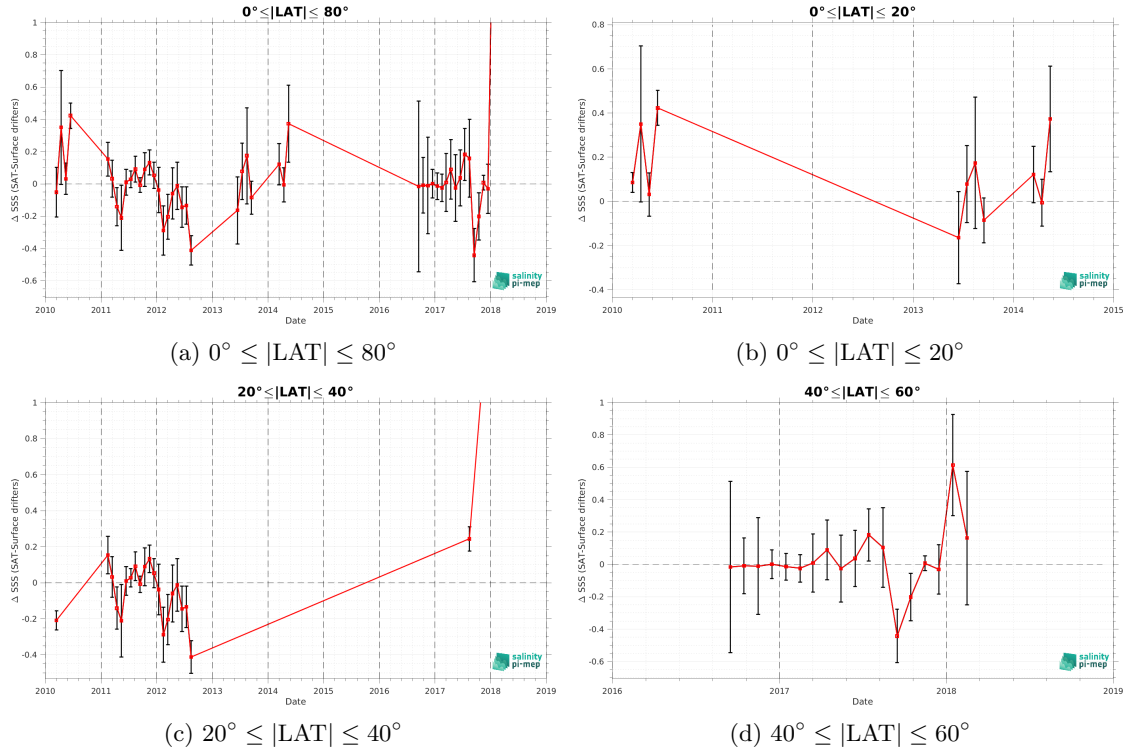 0°≤|LAT|≤ 80°
Δ SSS (SAT-Surface drifters)
1
0.8
0.6
0.4
0.2
0
-0.2
-0.4
-0.6
2010 2011 2012 2013 2014 2015 2016 2017 2018 2019
Date
salinity
pi-mep
(a) 0° ≤ |LAT| ≤ 80°
0°≤|LAT|≤ 20°
Δ SSS (SAT-Surface drifters)
1
0.8
0.6
0.4
0.2
0
-0.2
-0.4
2010 2011 2012 2013 2014 2015
Date
salinity
pi-mep
(b) 0° ≤ |LAT| ≤ 20°
20°≤|LAT|≤ 40°
Δ SSS (SAT-Surface drifters)
1
0.8
0.6
0.4
0.2
0
-0.2
-0.4
2010 2011 2012 2013 2014 2015 2016 2017 2018 2019
Date
salinity
pi-mep
(c) 20° ≤ |LAT| ≤ 40°
40°≤|LAT|≤ 60°
Δ SSS (SAT-Surface drifters)
1
0.8
0.6
0.4
0.2
0
-0.2
-0.4
-0.6
2016 2017 2018 2019
Date
salinity
pi-mep
(d) 40° ≤ |LAT| ≤ 60°